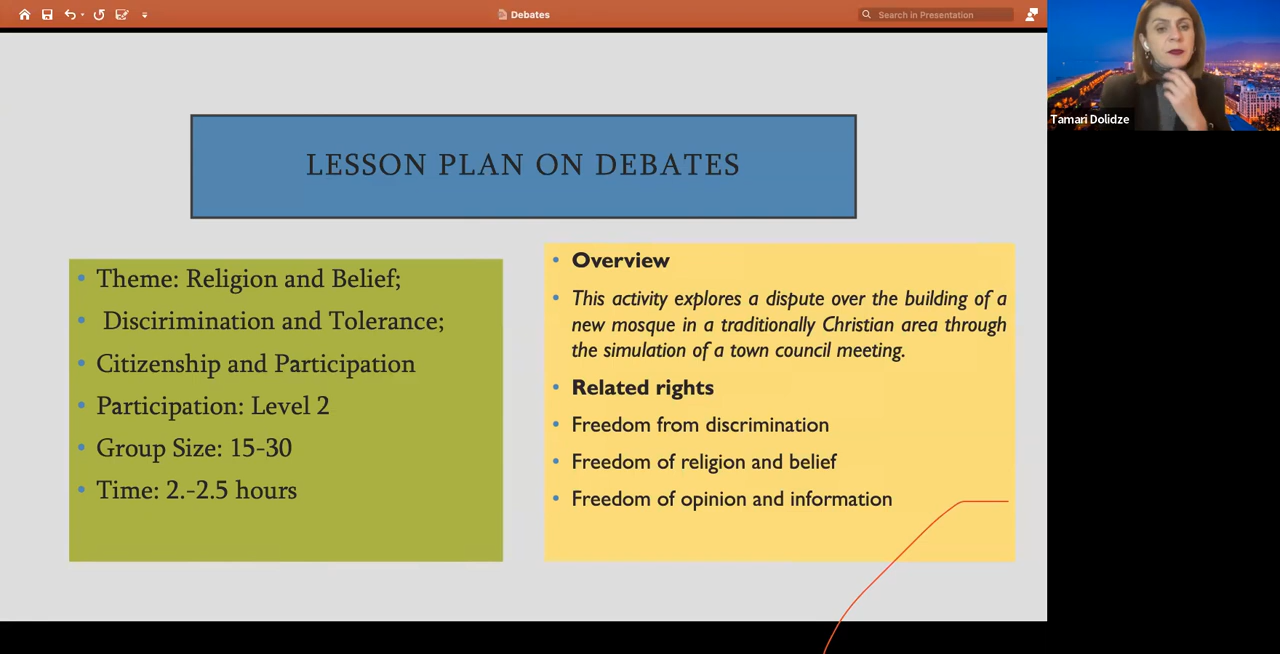 Debates
Search in Presentation
Tamari Dolidze
LESSON PLAN ON DEBATES
Theme: Religion and Belief;
Discirimination and Tolerance;
Citizenship and Participation
Participation: Level 2
Group Size: 15-30
Time: 2.-2.5 hours
Overview
This activity explores a dispute over the building of a
new mosque in a traditionally Christian area through
the simulation of a town council meeting.
Related rights
Freedom from discrimination
Freedom of religion and belief
Freedom of opinion and information